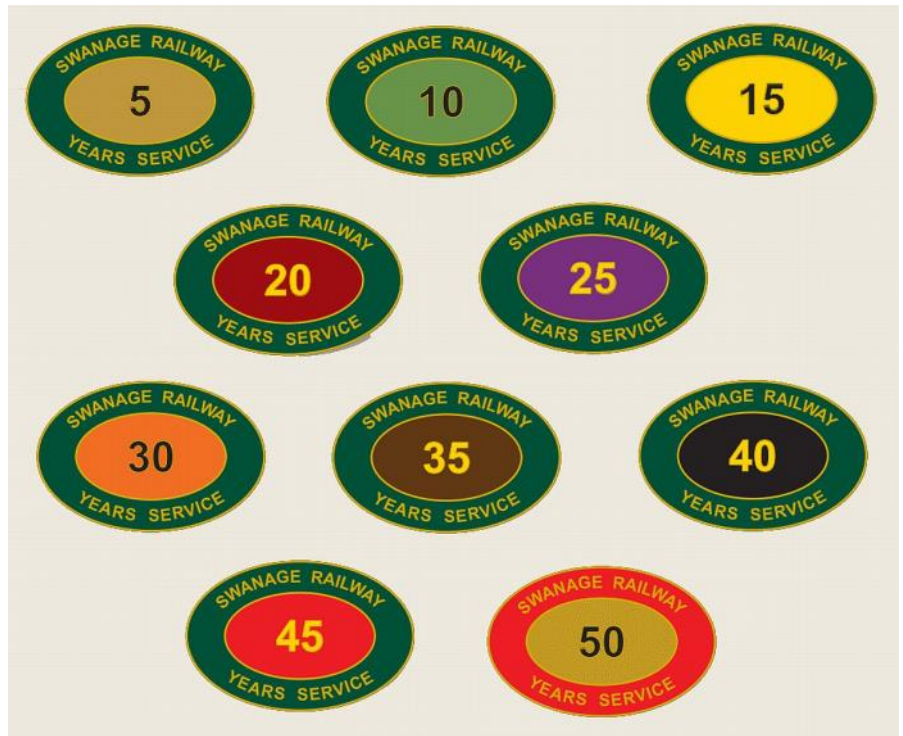 SWANAGE RAILWAY
5
YEARS SERVICE
SWANAGE RAILWAY
10
YEARS SERVICE
SWANAGE RAILWAY
15
YEARS SERVICE
SWANAGE RAILWAY
20
YEARS SERVICE
SWANAGE RAILWAY
25
YEARS SERVICE
SWANAGE RAILWAY
30
YEARS SERVICE
SWANAGE RAILWAY
35
YEARS SERVICE
SWANAGE RAILWAY
40
YEARS SERVICE
SWANAGE RAILWAY
45
YEARS SERVICE
SWANAGE RAILWAY
50
YEARS SERVICE